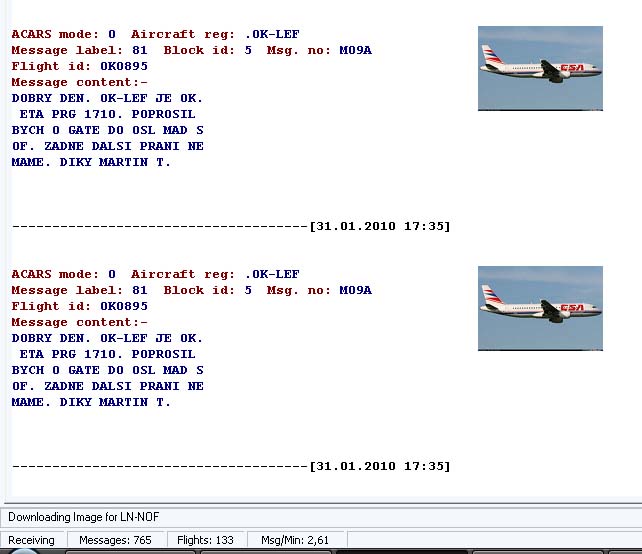 ACARS mode: O  Aircraft reg: .OK-LEF
Message label: 81  Block id: 5  Msg. no: M09A
Flight id: OK0895
Message content:-
DOBRY DEN. OK-LEF JE OK.
ETA PRG 1710. POPROSIL
BYCH O GATE DO OSL MAD S
OF. ZADNE DALSI PRANI NE
MAME. DIKY MARTIN T.
CSA
-------------------------------------[31.01.2010 17:35]
ACARS mode: O  Aircraft reg: .OK-LEF
Message label: 81  Block id: 5  Msg. no: M09A
Flight id: OK0895
Message content:-
DOBRY DEN. OK-LEF JE OK.
ETA PRG 1710. POPROSIL
BYCH O GATE DO OSL MAD S
OF. ZADNE DALSI PRANI NE
MAME. DIKY MARTIN T.
CSA
-------------------------------------[31.01.2010 17:35]
Downloading Image for LN-NOF
Receiving  Messages: 765  Flights: 133  Msg/Min: 2,61